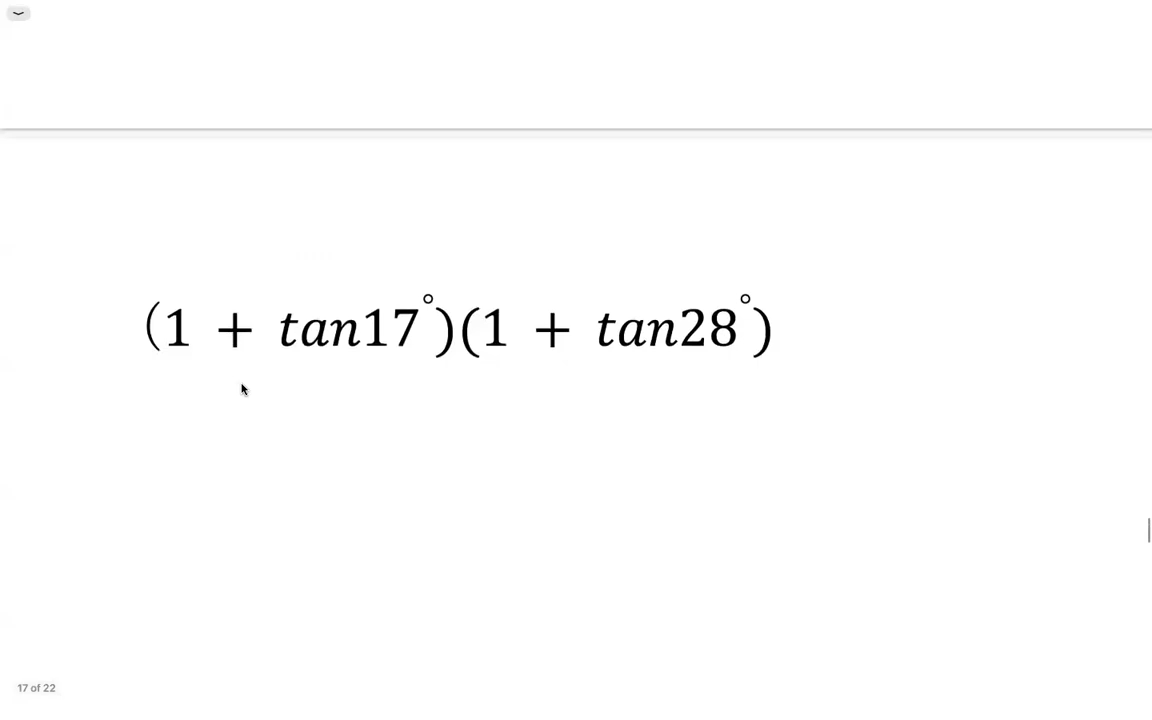 (1 + tan17°)(1 + tan28°)
17 of 22